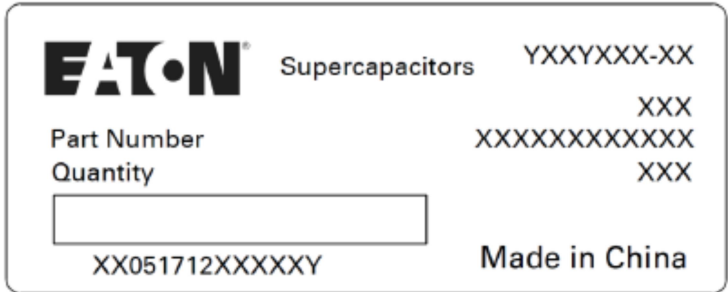 EATON® Supercapacitors YXXYXXX-XX
XXX
Part Number XXXXXXXXXXXX
Quantity XXX
XX051712XXXXXY
Made in China